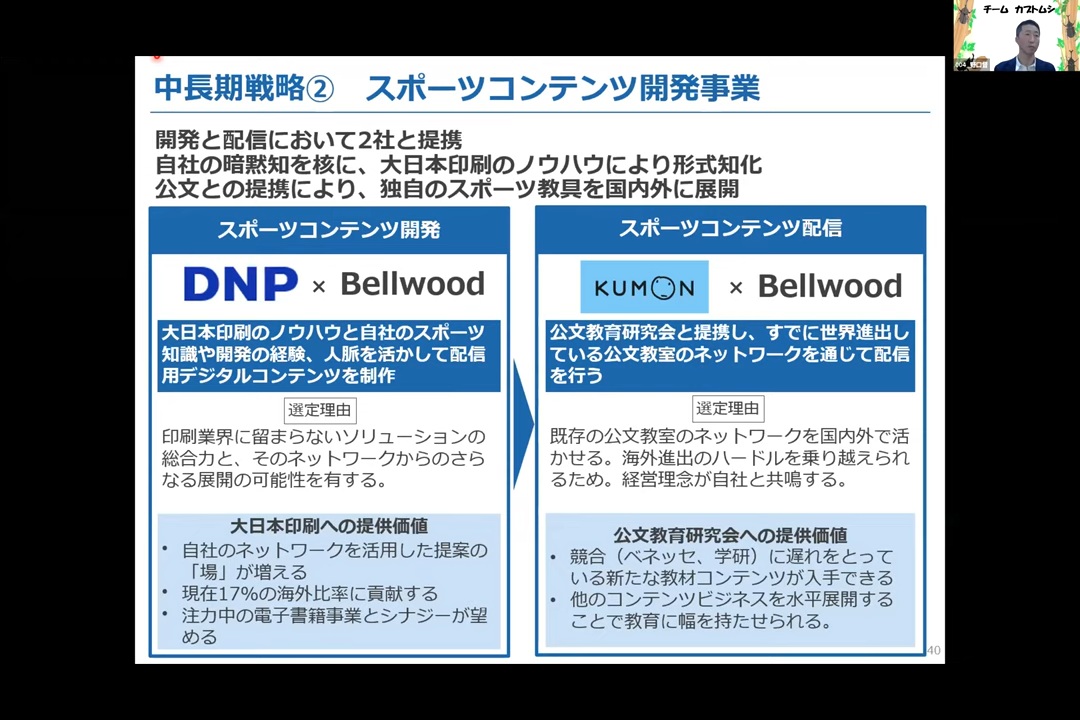 チーム カブトムシ
中長期戦略② スポーツコンテンツ開発事業
開発と配信において2社と提携
自社の暗黙知を核に、大日本印刷のノウハウにより形式知化
公文との提携により、独自のスポーツ教具を国内外に展開
スポーツコンテンツ開発
DNP × Bellwood
大日本印刷のノウハウと自社のスポーツ
知識や開発の経験、人脈を活かして配信
用デジタルコンテンツを制作
選定理由
印刷業界に留まらないソリューションの
総合力と、そのネットワークからのさら
なる展開の可能性を有する。
大日本印刷への提供価値
• 自社のネットワークを活用した提案の
「場」が増える
• 現在17%の海外比率に貢献する
• 注力中の電子書籍事業とシナジーが望
める
スポーツコンテンツ配信
KUMON × Bellwood
公文教育研究会と提携し、すでに世界進出し
ている公文教室のネットワークを通じて配信
を行う
選定理由
既存の公文教室のネットワークを国内外で活
かせる。海外進出のハードルを乗り越えられ
るため。経営理念が自社と共鳴する。
公文教育研究会への提供価値
• 競合（ベネッセ、学研）に遅れをとって
いる新たな教材コンテンツが入手できる
• 他のコンテンツビジネスを水平展開する
ことで教育に幅を持たせられる。
40